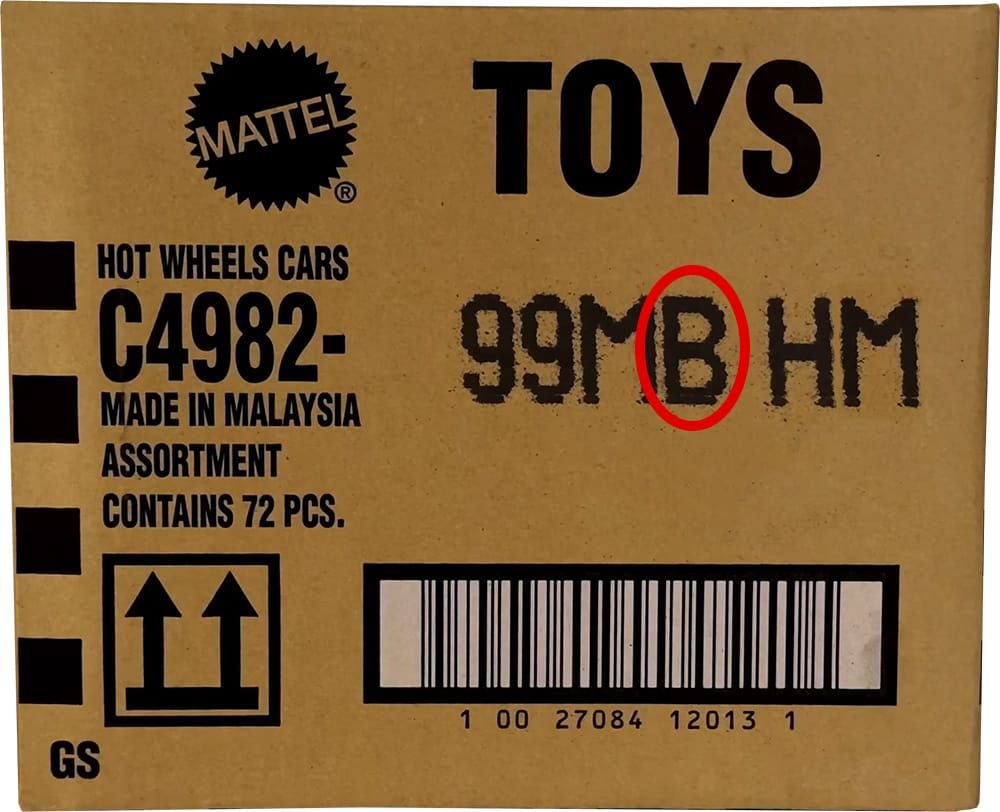 MATTEL®
TOYS
HOT WHEELS CARS
C4982-
MADE IN MALAYSIA
ASSORTMENT
CONTAINS 72 PCS.
99MB HM
1 00 27084 12013 1
GS